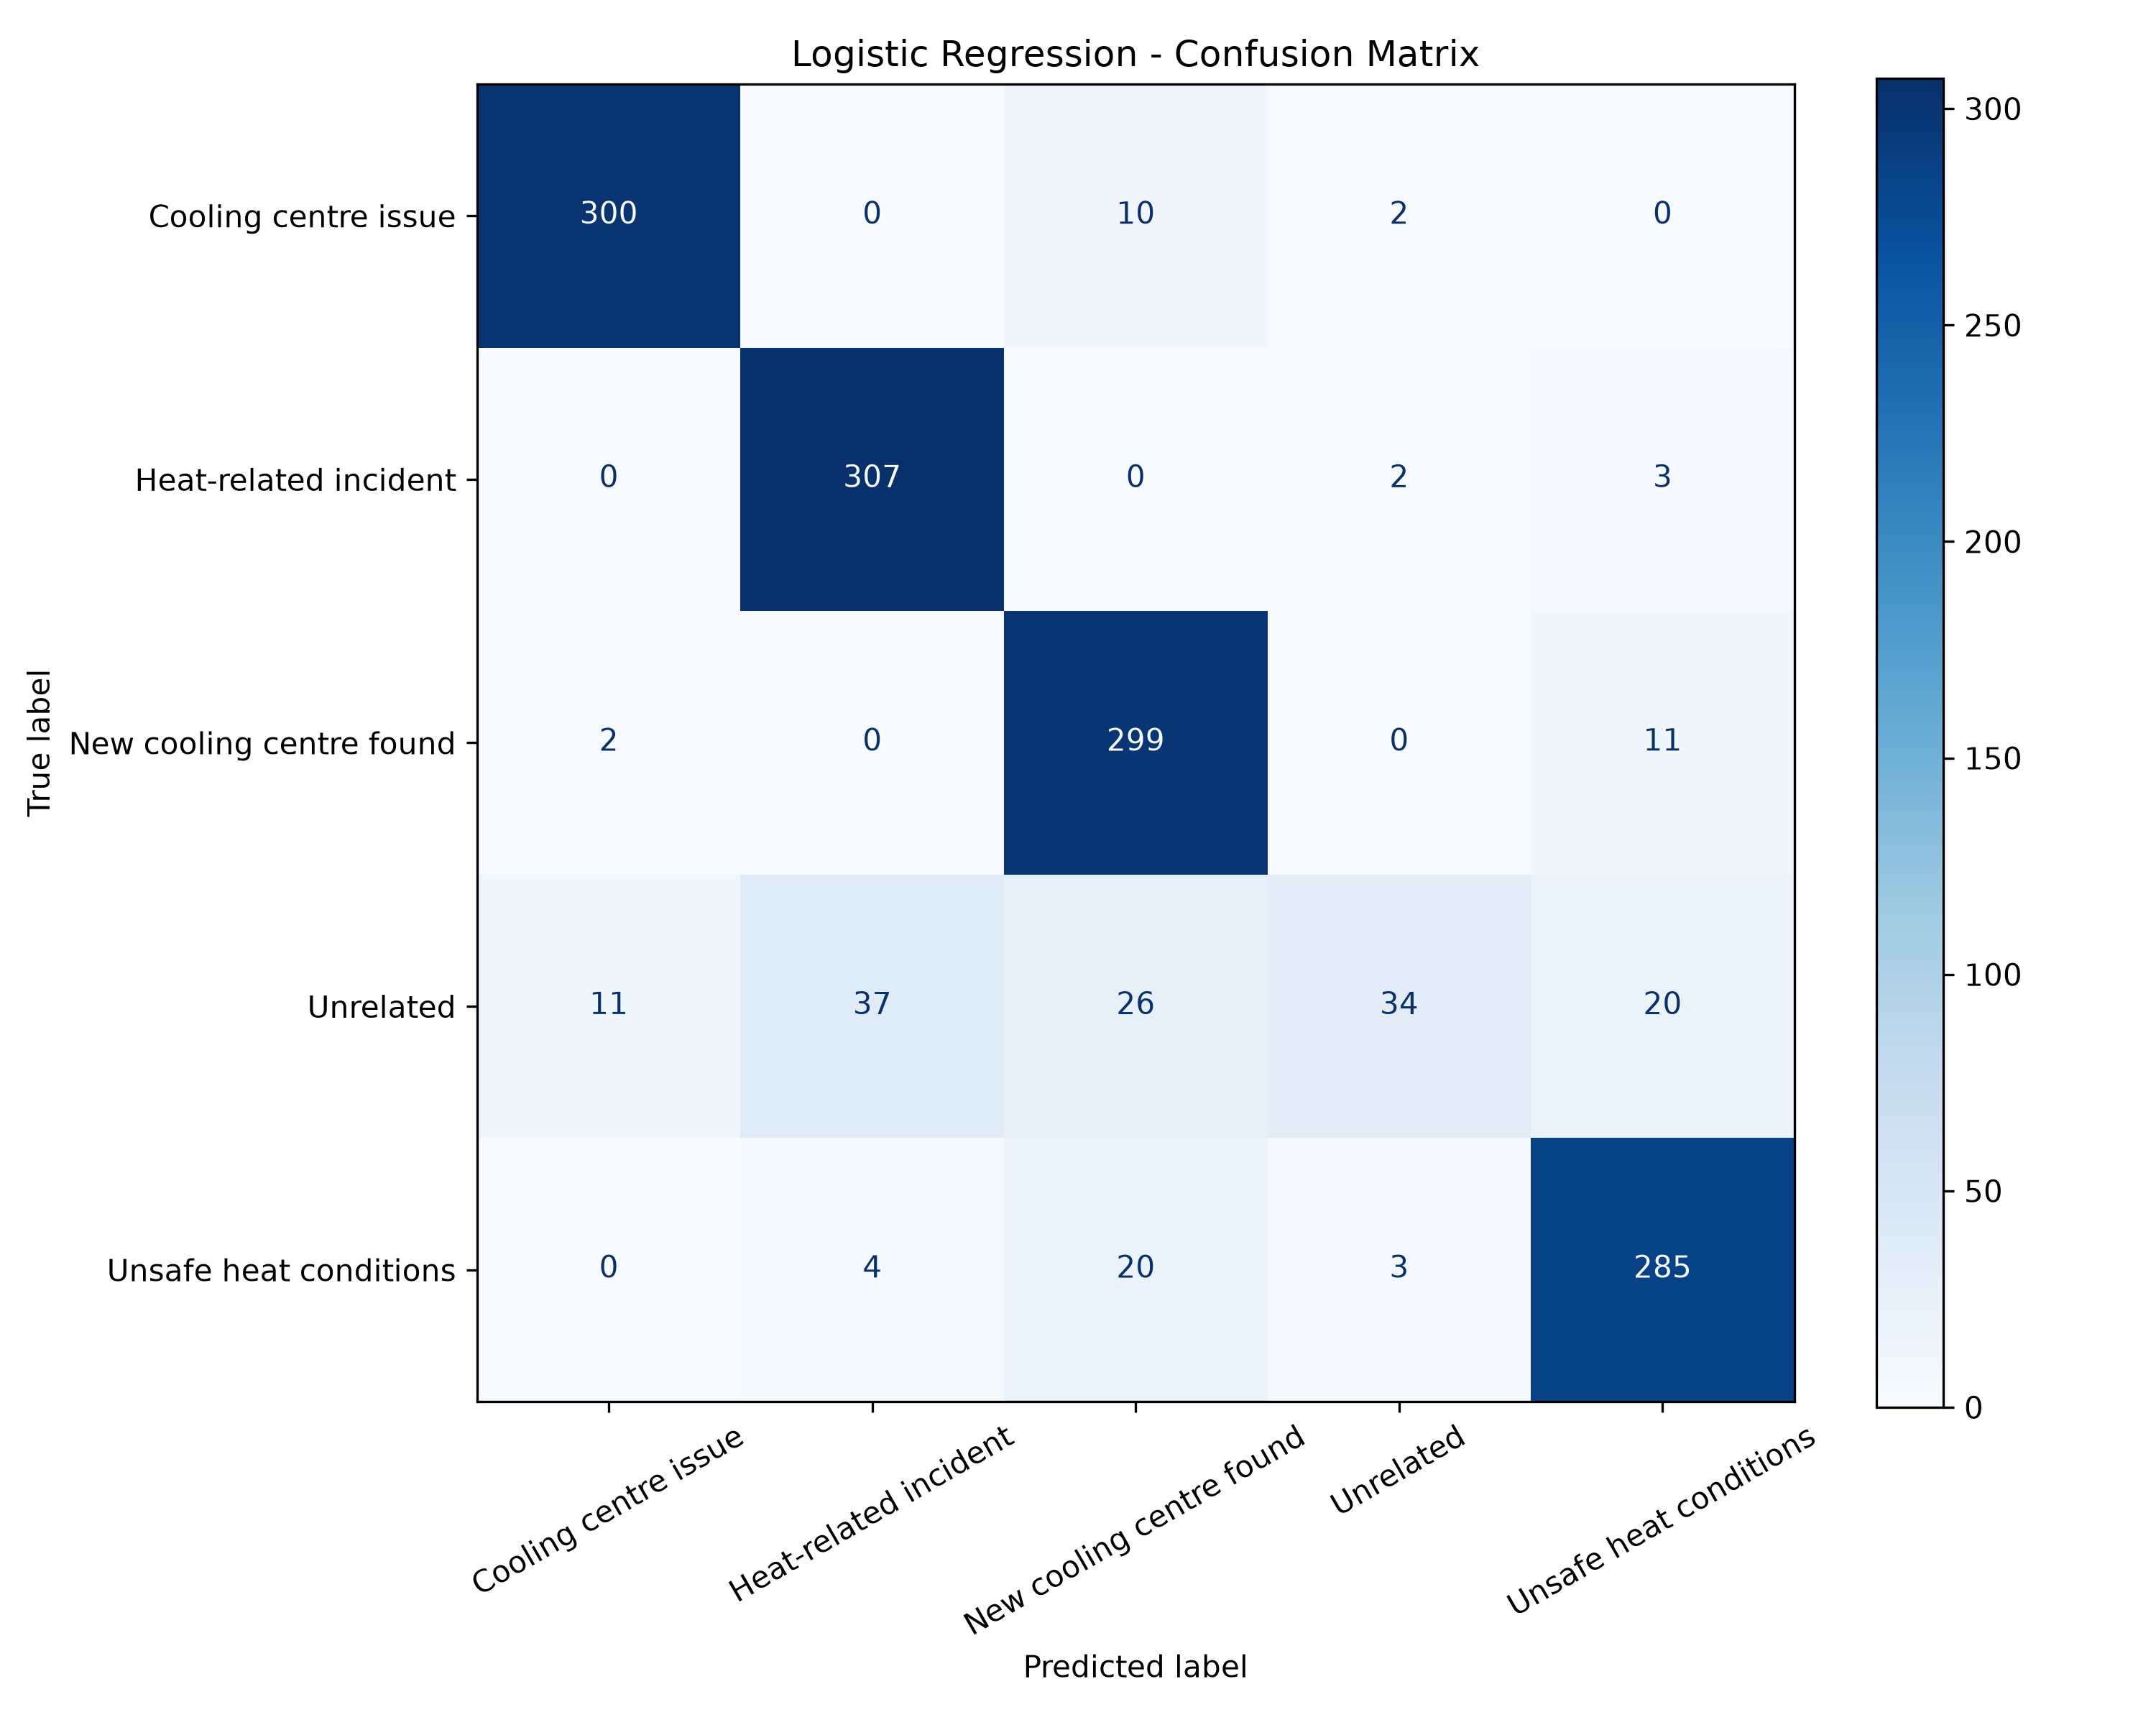 Logistic Regression - Confusion Matrix
True label
Cooling centre issue
300 0 10 2 0
Heat-related incident
0 307 0 2 3
New cooling centre found
2 0 299 0 11
Unrelated
11 37 26 34 20
Unsafe heat conditions
0 4 20 3 285
Cooling centre issue
Heat-related incident
New cooling centre found
Unrelated
Unsafe heat conditions
Predicted label
300
250
200
150
100
50
0